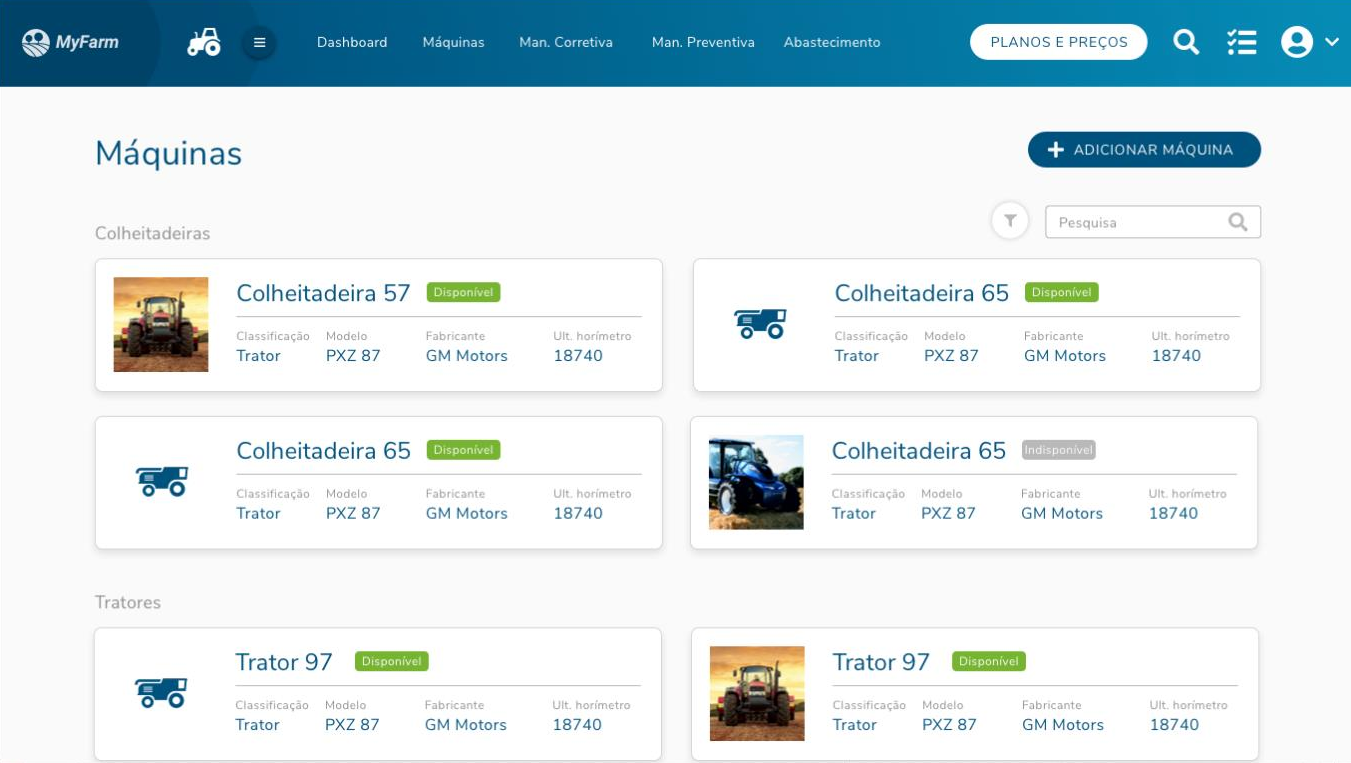 MyFarm
Dashboard Máquinas Man. Corretiva Man. Preventiva Abastecimento PLANOS E PREÇOS
Máquinas
ADICIONAR MÁQUINA
Colheitadeiras
Pesquisa
Colheitadeira 57 Disponível
Classificação Modelo Fabricante Ult. horímetro
Trator PXZ 87 GM Motors 18740
Colheitadeira 65 Disponível
Classificação Modelo Fabricante Ult. horímetro
Trator PXZ 87 GM Motors 18740
Colheitadeira 65 Disponível
Classificação Modelo Fabricante Ult. horímetro
Trator PXZ 87 GM Motors 18740
Colheitadeira 65 Indisponível
Classificação Modelo Fabricante Ult. horímetro
Trator PXZ 87 GM Motors 18740
Tratores
Trator 97 Disponível
Classificação Modelo Fabricante Ult. horímetro
Trator PXZ 87 GM Motors 18740
Trator 97 Disponível
Classificação Modelo Fabricante Ult. horímetro
Trator PXZ 87 GM Motors 18740